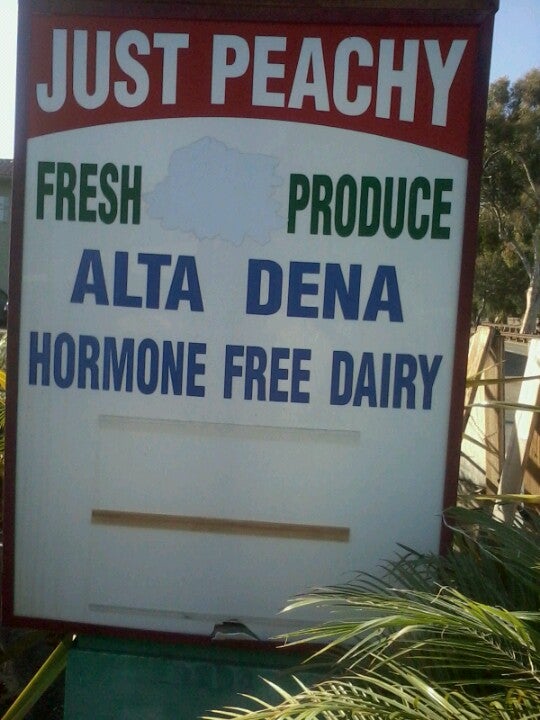 JUST PEACHY
FRESH PRODUCE
ALTA DENA
HORMONE FREE DAIRY